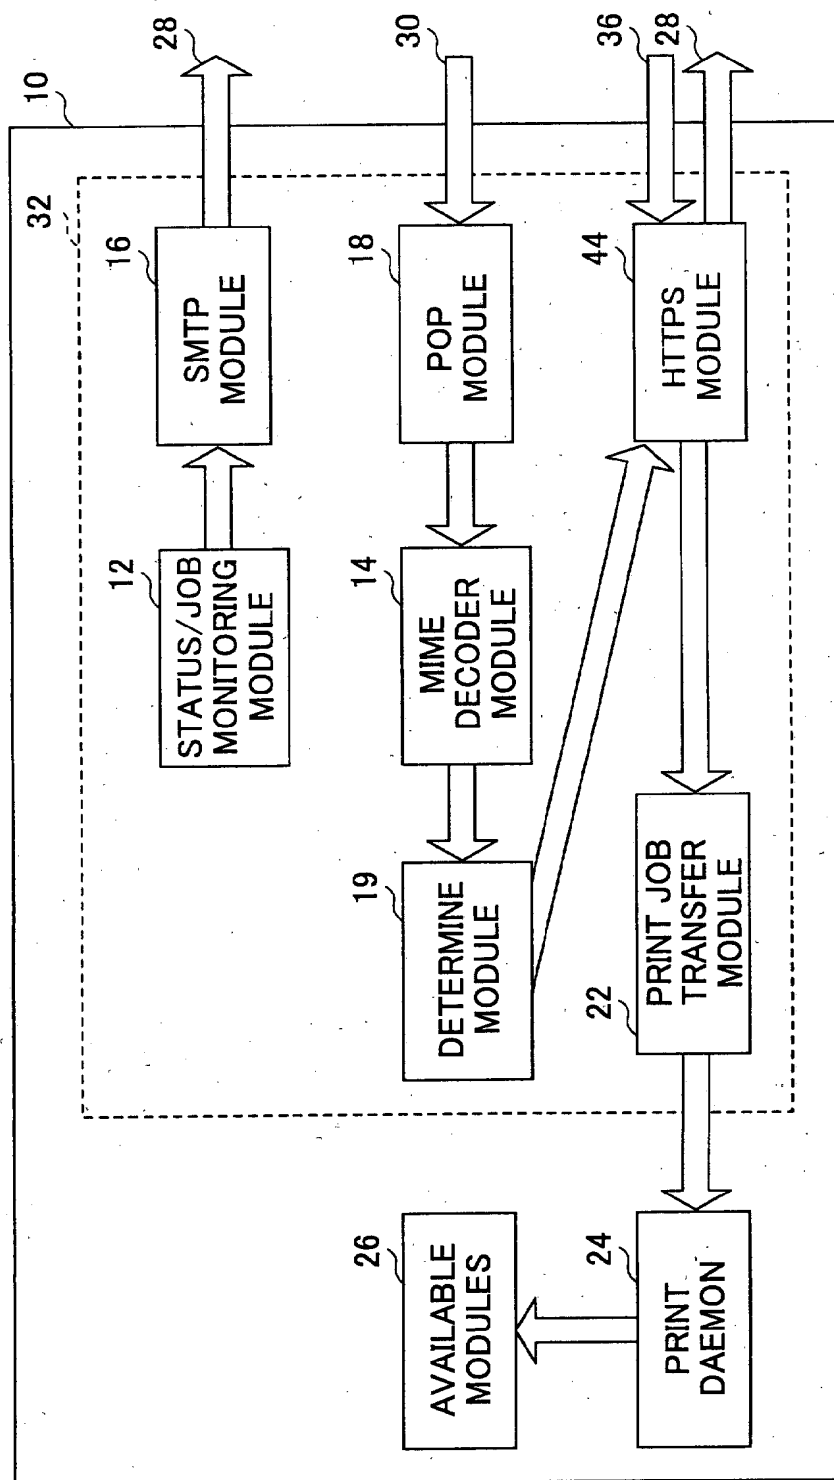 10
32
28
16
SMTP
MODULE
12
STATUS/JOB
MONITORING
MODULE
30
18
POP
MODULE
14
MIME
DECODER
MODULE
19
DETERMINE
MODULE
36
28
44
HTTPS
MODULE
22
PRINT JOB
TRANSFER
MODULE
26
AVAILABLE
MODULES
24
PRINT
DAEMON